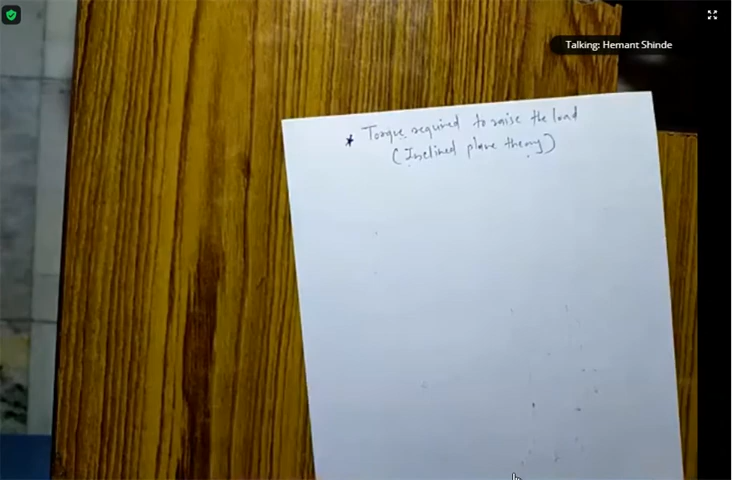 Talking: Hemant Shinde
* Torque required to raise the load
(Inclined plane theory)